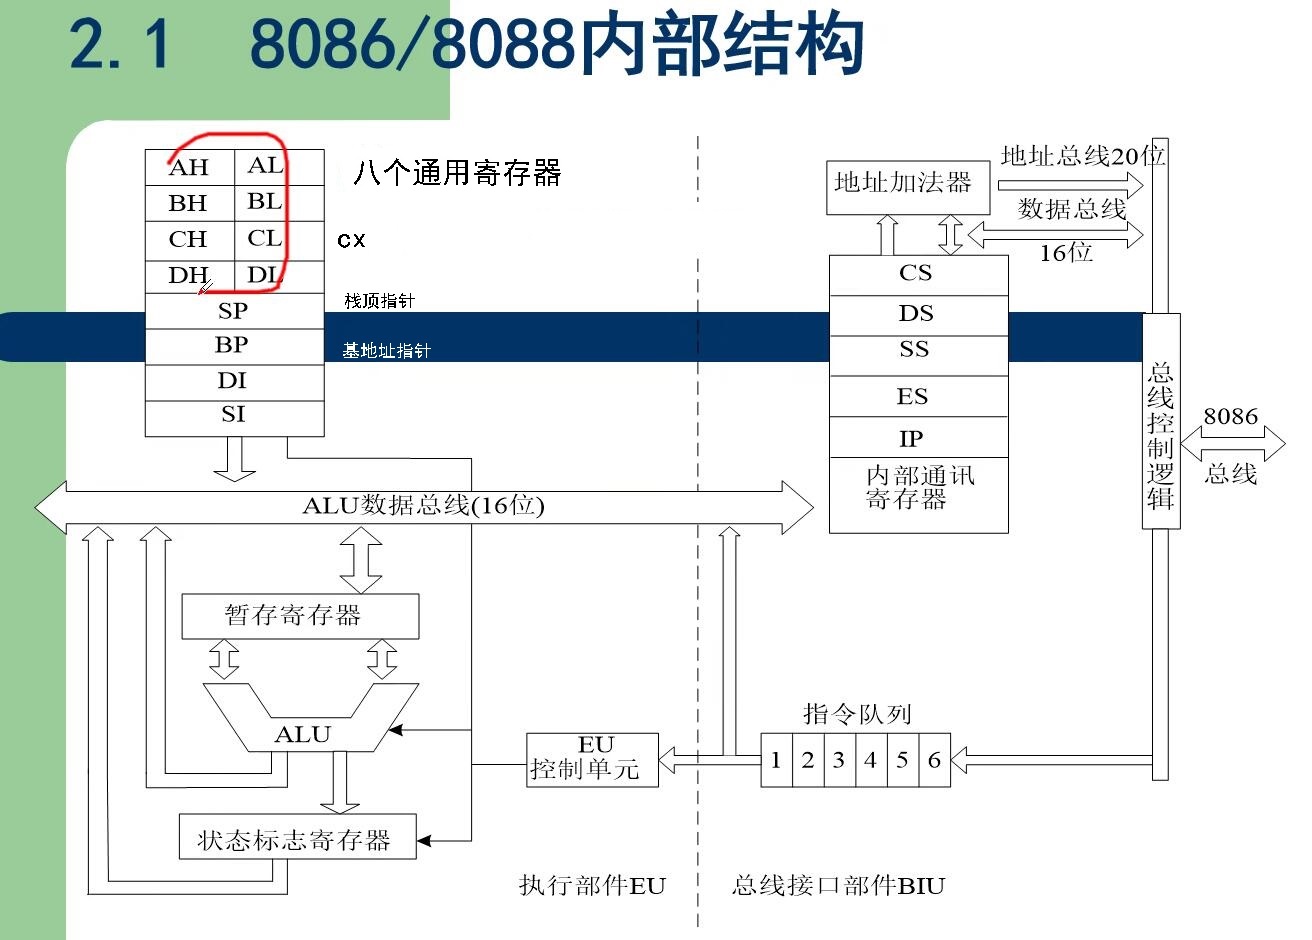 2.1 8086/8088内部结构
AH AL
BH BL
CH CL
DH DL
SP
BP
DI
SI
八个通用寄存器
cx
栈顶指针
基地址指针
ALU数据总线(16位)
暂存寄存器
ALU
状态标志寄存器
EU
控制单元
执行部件EU
地址加法器
地址总线20位
数据总线
16位
CS
DS
SS
ES
IP
内部通讯
寄存器
总线控制逻辑
8086
总线
指令队列
1 2 3 4 5 6
总线接口部件BIU